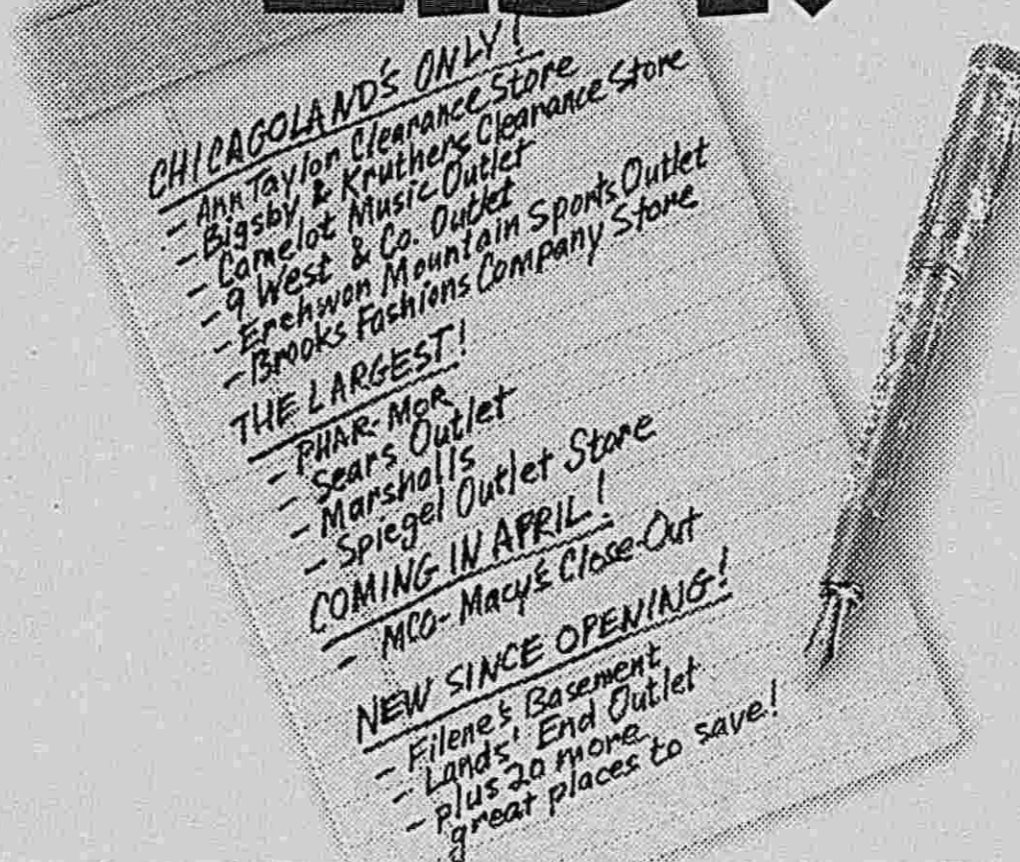 CHICAGOLAND'S ONLY!
- Ann Taylor Clearance Store
- Bigsby & Kruthers Clearance Store
- Camelot Music Outlet
- 9 West & Co. Outlet
- Erehwon Mountain Sports Outlet
- Brooks Fashions Company Store
THE LARGEST!
- PHAR-MOR
- Sears Outlet
- Marshalls
- Spiegel Outlet Store
COMING IN APRIL!
- MCO- Macy's Close-Out
NEW SINCE OPENING!
- Filene's Basement
- Lands' End Outlet
- plus 20 more
great places to save!